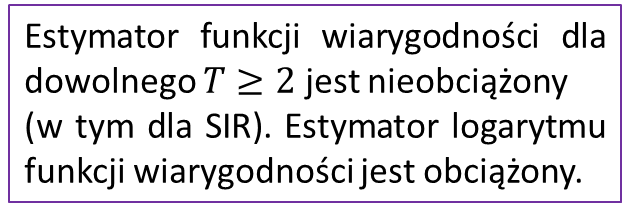 Estymator funkcji wiarygodności dla
dowolnego T ≥ 2 jest nieobciążony
(w tym dla SIR). Estymator logarytmu
funkcji wiarygodności jest obciążony.